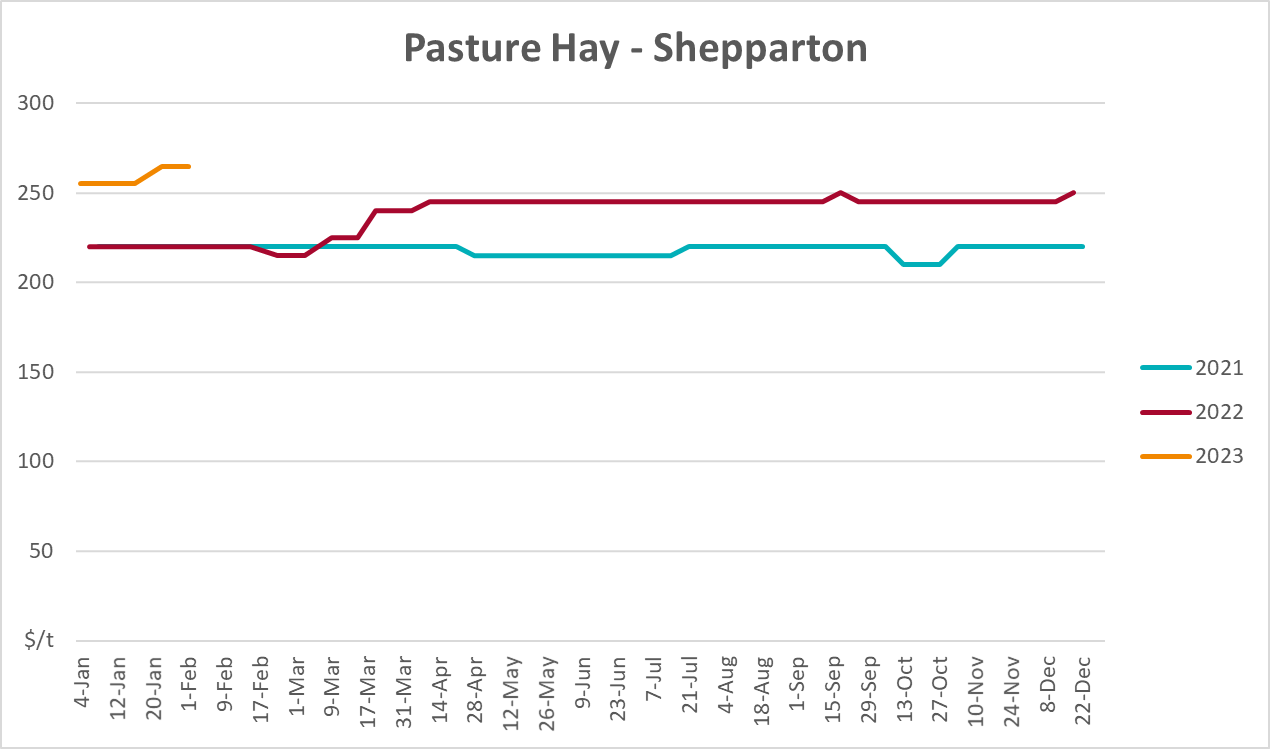 Pasture Hay - Shepparton
300
250
200
150
100
50
$/t
4-Jan
12-Jan
20-Jan
1-Feb
9-Feb
17-Feb
1-Mar
9-Mar
17-Mar
31-Mar
14-Apr
28-Apr
12-May
26-May
9-Jun
23-Jun
7-Jul
21-Jul
4-Aug
18-Aug
1-Sep
15-Sep
29-Sep
13-Oct
27-Oct
10-Nov
24-Nov
8-Dec
22-Dec
2021
2022
2023